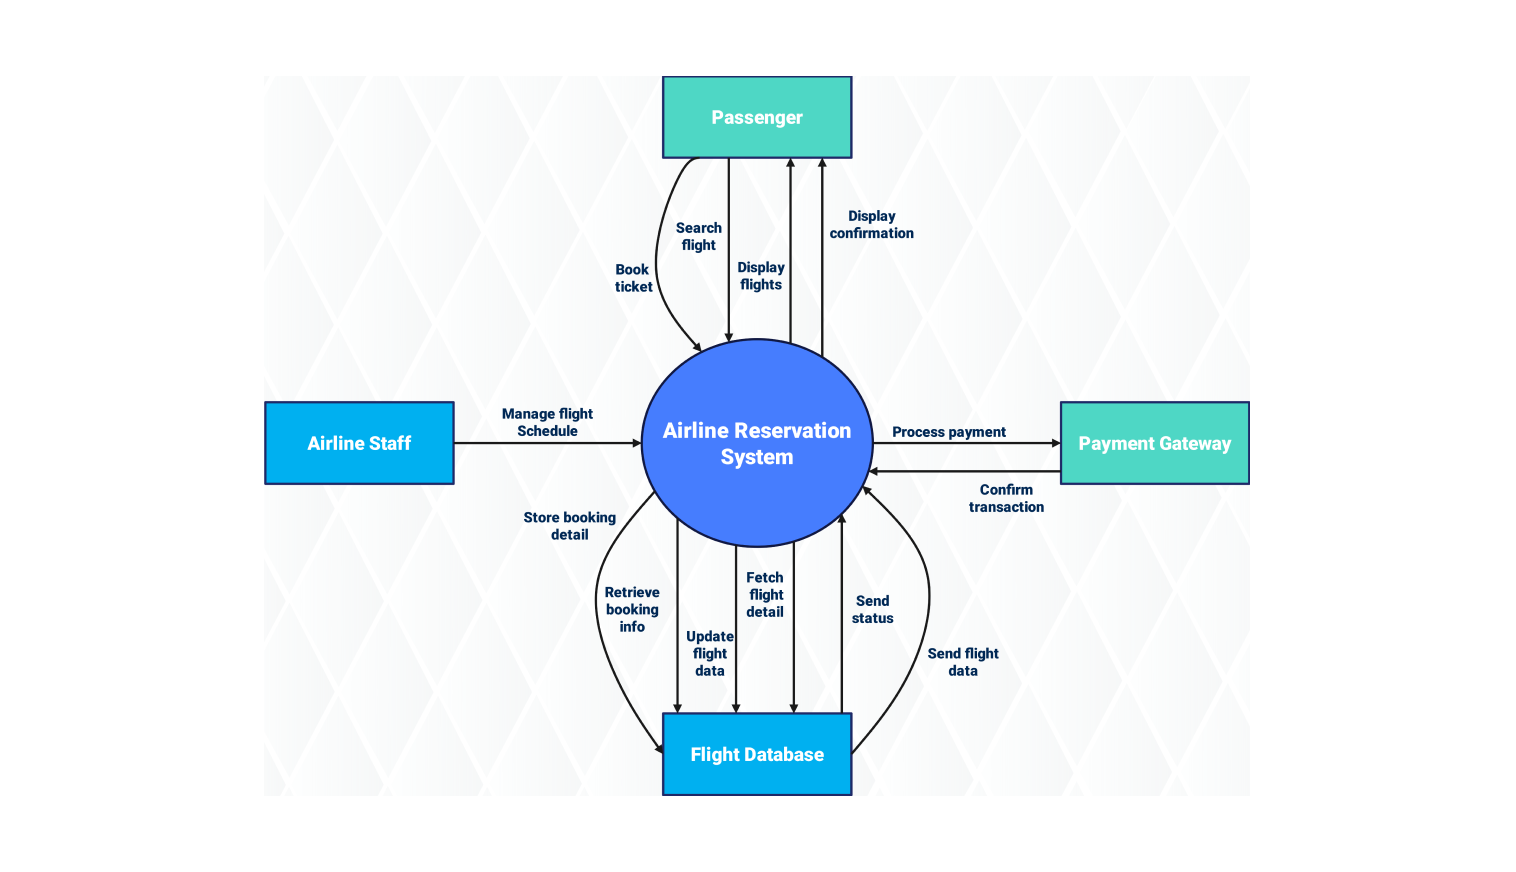 Passenger
Search
flight
Book
ticket
Display
flights
Display
confirmation
Airline Staff
Manage flight
Schedule
Airline Reservation
System
Process payment
Payment Gateway
Confirm
transaction
Store booking
detail
Retrieve
booking
info
Update
flight
data
Fetch
flight
detail
Send
status
Send flight
data
Flight Database